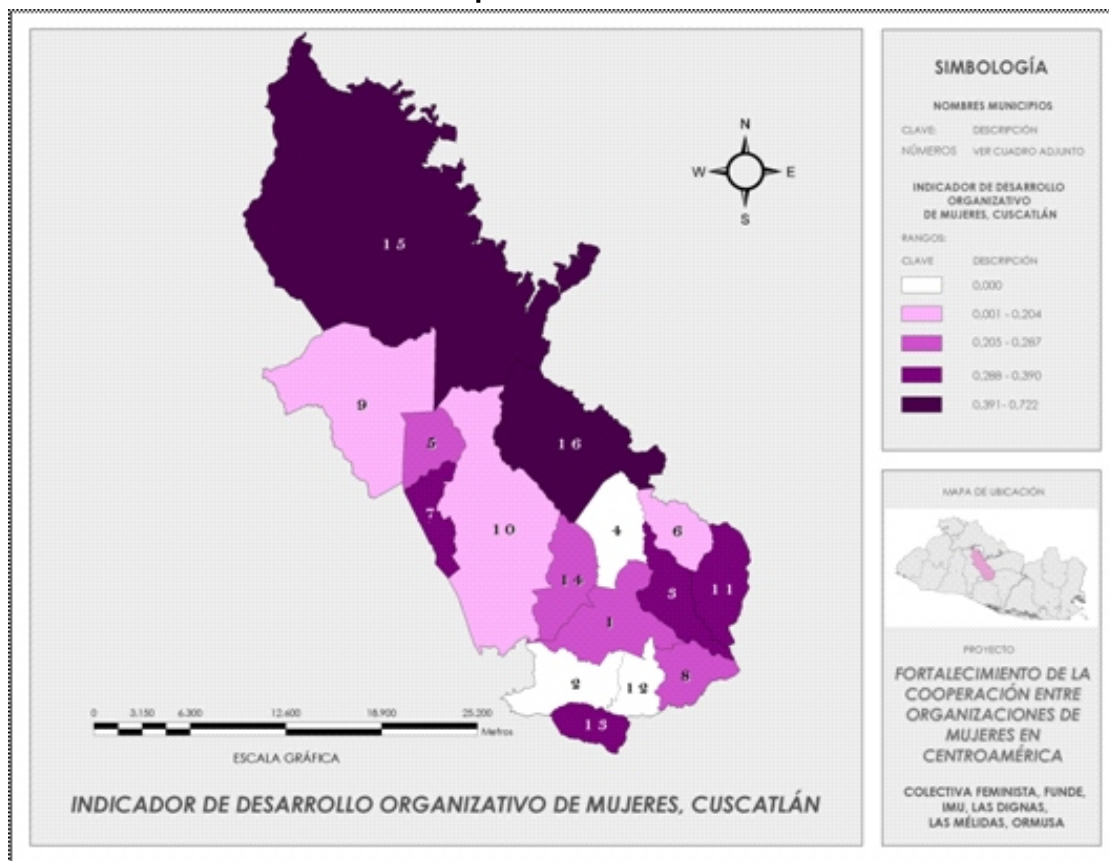 15
9
5
16
7
10
4
6
14
3
11
1
2
12
8
13
N
W
E
S
0 3.150 6.300 12.600 18.900 25.200
Metros
ESCALA GRÁFICA
INDICADOR DE DESARROLLO ORGANIZATIVO DE MUJERES, CUSCATLÁN
SIMBOLOGÍA
NOMBRES MUNICIPIOS
CLAVE: DESCRIPCIÓN
NÚMEROS VER CUADRO ADJUNTO
INDICADOR DE DESARROLLO
ORGANIZATIVO
DE MUJERES, CUSCATLÁN
RANGOS:
CLAVE DESCRIPCIÓN
0,000
0,001 - 0,204
0,205 - 0,287
0,288 - 0,390
0,391- 0,722
MAPA DE UBICACIÓN
PROYECTO
FORTALECIMIENTO DE LA
COOPERACIÓN ENTRE
ORGANIZACIONES DE
MUJERES EN
CENTROAMÉRICA
COLECTIVA FEMINISTA, FUNDE,
IMU, LAS DIGNAS,
LAS MÉLIDAS, ORMUSA